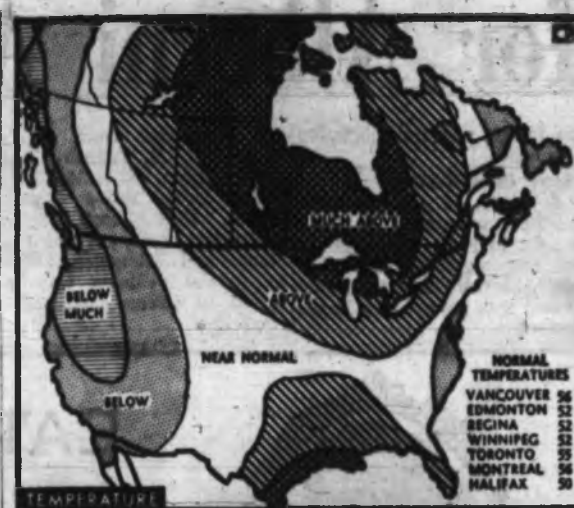 MUCH ABOVE
BELOW
MUCH
ABOVE
NEAR NORMAL
BELOW
NORMAL
TEMPERATURES
VANCOUVER 56
EDMONTON 52
REGINA 52
WINNIPEG 52
TORONTO 55
MONTREAL 56
HALIFAX 50
TEMPERATURE